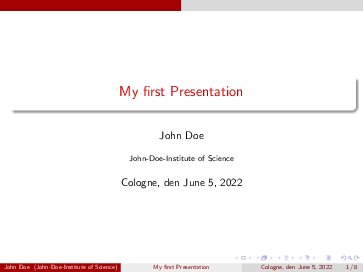 My first Presentation
John Doe
John-Doe-Institute of Science
Cologne, den June 5, 2022
John Doe (John-Doe-Institute of Science) My first Presentation Cologne, den June 5, 2022 1 / 6